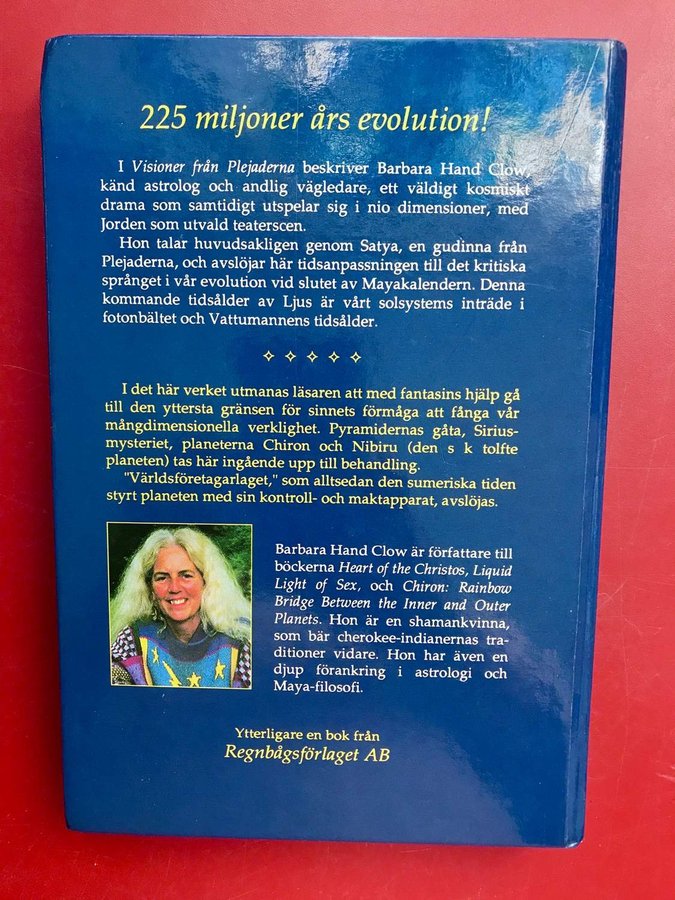 225 miljoner års evolution!
I Visioner från Plejaderna beskriver Barbara Hand Clow,
känd astrolog och andlig vägledare, ett väldigt kosmiskt
drama som samtidigt utspelar sig i nio dimensioner, med
Jorden som utvald teaterscen.
Hon talar huvudsakligen genom Satya, en gudinna från
Plejaderna, och avslöjar här tidsanpassningen till det kritiska
språnget i vår evolution vid slutet av Mayakalendern. Denna
kommande tidsålder av Ljus är vårt solsystems inträde i
fotonbältet och Vattumannens tidsålder.
I det här verket utmanas läsaren att med fantasins hjälp gå
till den yttersta gränsen för sinnets förmåga att fånga vår
mångdimensionella verklighet. Pyramidernas gåta, Sirius-
mysteriet, planeterna Chiron och Nibiru (den s k tolfte
planeten) tas här ingående upp till behandling.
"Världsföretagarlaget," som alltsedan den sumeriska tiden
styrt planeten med sin kontroll- och maktapparat, avslöjas.
Barbara Hand Clow är författare till
böckerna Heart of the Christos, Liquid
Light of Sex, och Chiron: Rainbow
Bridge Between the Inner and Outer
Planets. Hon är en shamankvinna,
som bär cherokee-indianernas tra-
ditioner vidare. Hon har även en
djup förankring i astrologi och
Maya-filosofi.
Ytterligare en bok från
Regnbågsförlaget AB